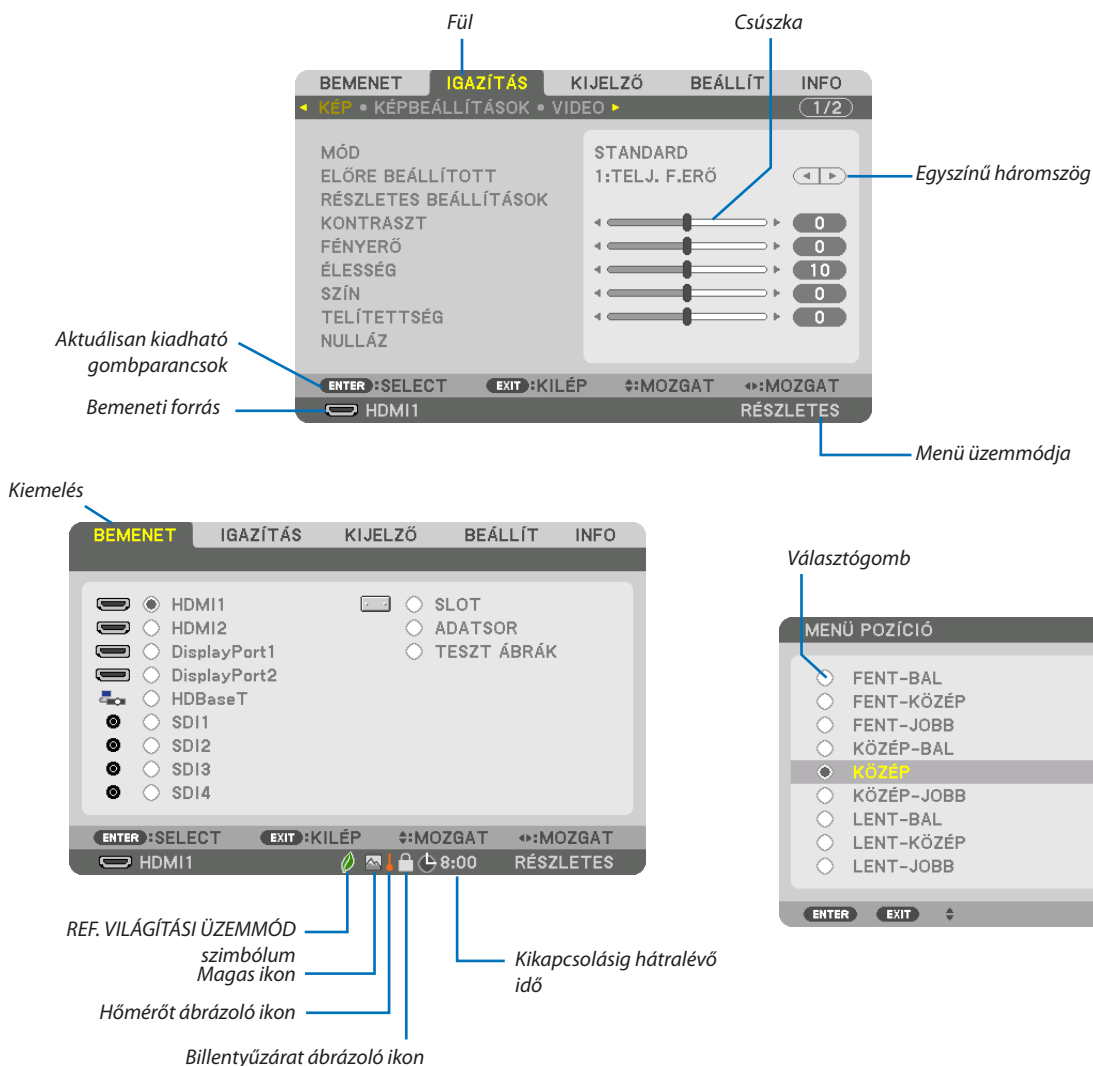 Fül
Csúszka
BEMENET IGAZÍTÁS KIJELZŐ BEÁLLÍT INFO
KÉP • KÉPBEÁLLÍTÁSOK • VIDEO 1/2
MÓD STANDARD
ELŐRE BEÁLLÍTOTT 1:TELJ. F.ERŐ
Egyszínű háromszög
RÉSZLETES BEÁLLÍTÁSOK
KONTRASZT 0
FÉNYERŐ 0
ÉLESSÉG 10
SZÍN 0
TELÍTETTSÉG 0
NULLÁZ
Aktuálisan kiadható
gombparancsok
ENTER:SELECT EXIT:KILÉP :MOZGAT :MOZGAT
Bemeneti forrás
HDMI1 RÉSZLETES
Menü üzemmódja
Kiemelés
BEMENET IGAZÍTÁS KIJELZŐ BEÁLLÍT INFO
HDMI1 SLOT
HDMI2 ADATSOR
DisplayPort1 TESZT ÁBRÁK
DisplayPort2
HDBaseT
SDI1
SDI2
SDI3
SDI4
ENTER:SELECT EXIT:KILÉP :MOZGAT :MOZGAT
HDMI1 8:00 RÉSZLETES
REF. VILÁGÍTÁSI ÜZEMMÓD
szimbólum
Magas ikon
Hőmérőt ábrázoló ikon
Billentyűzárat ábrázoló ikon
Kikapcsolásig hátralévő
idő
Választógomb
MENÜ POZÍCIÓ
FENT-BAL
FENT-KÖZÉP
FENT-JOBB
KÖZÉP-BAL
KÖZÉP
KÖZÉP-JOBB
LENT-BAL
LENT-KÖZÉP
LENT-JOBB
ENTER EXIT